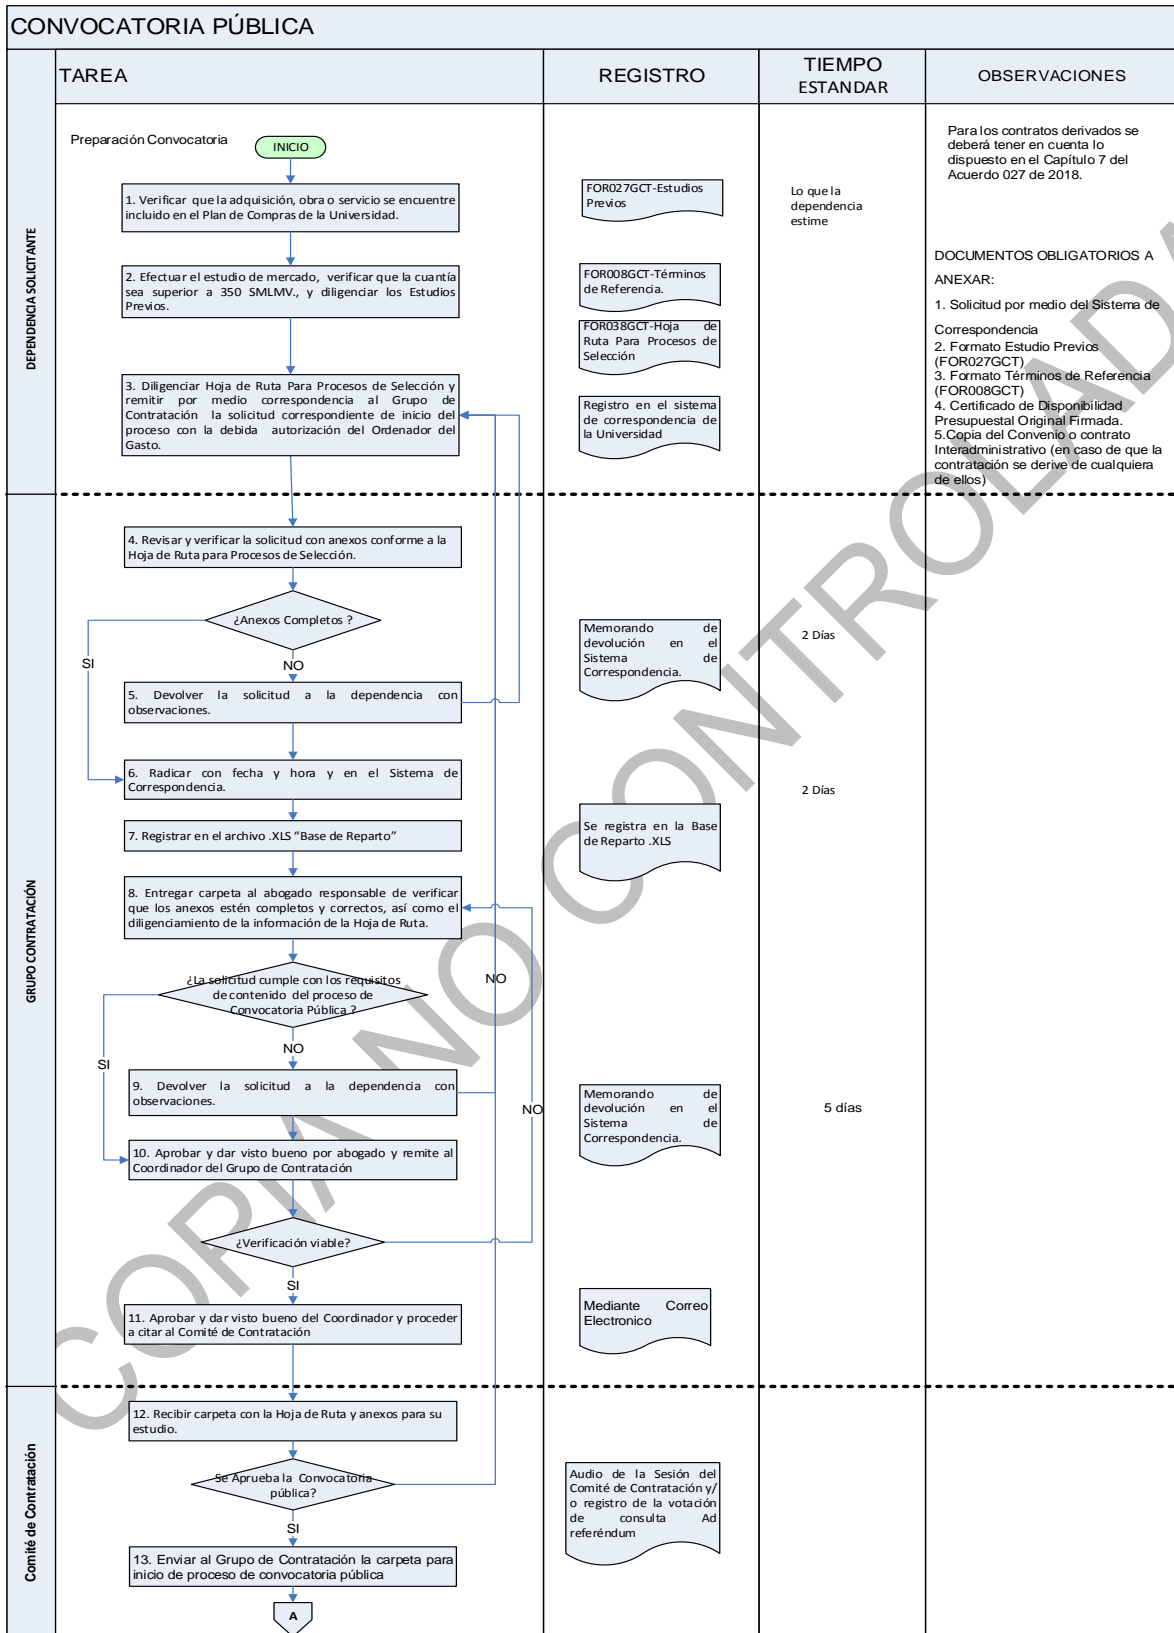 CONVOCATORIA PÚBLICA
TAREA
REGISTRO
TIEMPO
ESTANDAR
OBSERVACIONES
DEPENDENCIA SOLICITANTE
Preparación Convocatoria
INICIO
1. Verificar que la adquisición, obra o servicio se encuentre
incluido en el Plan de Compras de la Universidad.
FOR027GCT-Estudios
Previos
Lo que la
dependencia
estime
Para los contratos derivados se
deberá tener en cuenta lo
dispuesto en el Capítulo 7 del
Acuerdo 027 de 2018.
2. Efectuar el estudio de mercado, verificar que la cuantía
sea superior a 350 SMLMV., y diligenciar los Estudios
Previos.
FOR008GCT-Términos
de Referencia.
FOR038GCT-Hoja de
Ruta Para Procesos de
Selección
DOCUMENTOS OBLIGATORIOS A
ANEXAR:
1. Solicitud por medio del Sistema de
Correspondencia
2. Formato Estudio Previos
(FOR027GCT)
3. Formato Términos de Referencia
(FOR008GCT)
4. Certificado de Disponibilidad
Presupuestal Original Firmada.
5.Copia del Convenio o contrato
Interadministrativo (en caso de que la
contratación se derive de cualquiera
de ellos)
3. Diligenciar Hoja de Ruta Para Procesos de Selección y
remitir por medio correspondencia al Grupo de
Contratación la solicitud correspondiente de inicio del
proceso con la debida autorización del Ordenador del
Gasto.
Registro en el sistema
de correspondencia de
la Universidad
GRUPO CONTRATACIÓN
4. Revisar y verificar la solicitud con anexos conforme a la
Hoja de Ruta para Procesos de Selección.
¿Anexos Completos ?
SI
NO
Memorando de
devolución en el
Sistema de
Correspondencia.
2 Días
5. Devolver la solicitud a la dependencia con
observaciones.
6. Radicar con fecha y hora y en el Sistema de
Correspondencia.
2 Días
7. Registrar en el archivo .XLS “Base de Reparto”
Se registra en la Base
de Reparto .XLS
8. Entregar carpeta al abogado responsable de verificar
que los anexos estén completos y correctos, así como el
diligenciamiento de la información de la Hoja de Ruta.
¿La solicitud cumple con los requisitos
de contenido del proceso de
Convocatoria Pública ?
NO
NO
SI
9. Devolver la solicitud a la dependencia con
observaciones.
NO
Memorando de
devolución en el
Sistema de
Correspondencia.
5 días
10. Aprobar y dar visto bueno por abogado y remite al
Coordinador del Grupo de Contratación
¿Verificación viable?
SI
11. Aprobar y dar visto bueno del Coordinador y proceder
a citar al Comité de Contratación
Mediante Correo
Electronico
Comité de Contratación
12. Recibir carpeta con la Hoja de Ruta y anexos para su
estudio.
Se Aprueba la Convocatoria
pública?
SI
Audio de la Sesión del
Comité de Contratación y/
o registro de la votación
de consulta Ad
referéndum
13. Enviar al Grupo de Contratación la carpeta para
inicio de proceso de convocatoria pública
A
COPIA NO CONTROLADA